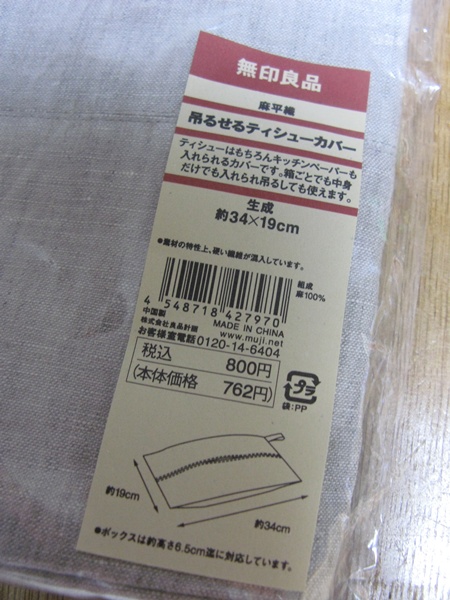 無印良品
麻平織
吊るせるティシューカバー
ティシューはもちろんキッチンペーパーも
入れられるカバーです。箱ごとでも中身
だけでも入れられ吊るしても使えます。
生成
約34×19cm
●素材の特性上、硬い繊維が混入しています。
組成
麻100%
4 548718 427970
中国製 MADE IN CHINA
株式会社良品計画 www.muji.net
お客様室電話0120-14-6404
税込 800円
(本体価格 762円)
プラ
袋:PP
約19cm
約34cm
●ボックスは約高さ6.5cm迄に対応しています。